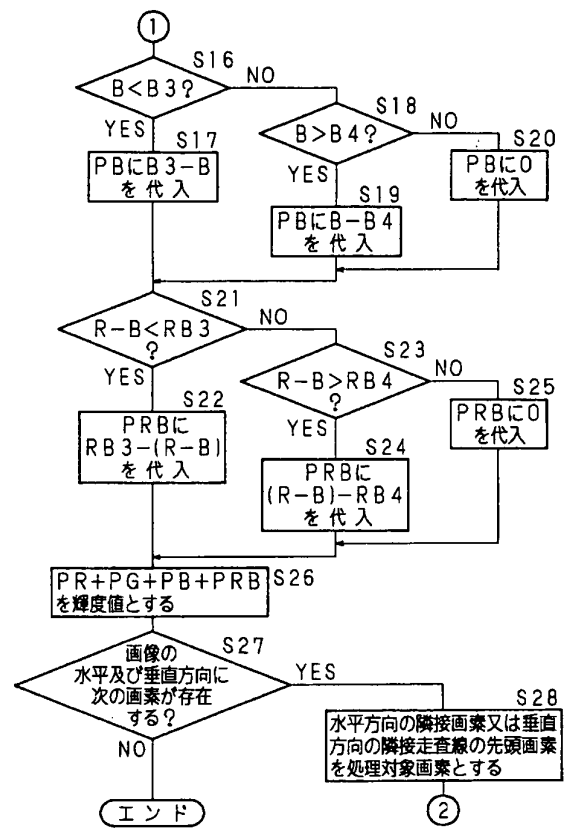 1
S16
B<B3?
NO
YES
S17
PBにB3-B
を代入
S18
B>B4?
NO
YES
S19
PBにB-B4
を代入
S20
PBに0
を代入
S21
R-B<RB3
?
NO
YES
S22
PRBに
RB3-(R-B)
を代入
S23
R-B>RB4
?
NO
YES
S24
PRBに
(R-B)-RB4
を代入
S25
PRBに0
を代入
PR+PG+PB+PRB
を輝度値とする
S26
S27
画像の
水平及び垂直方向に
次の画素が存在
する?
YES
NO
S28
水平方向の隣接画素又は垂直
方向の隣接走査線の先頭画素
を処理対象画素とする
エンド
2